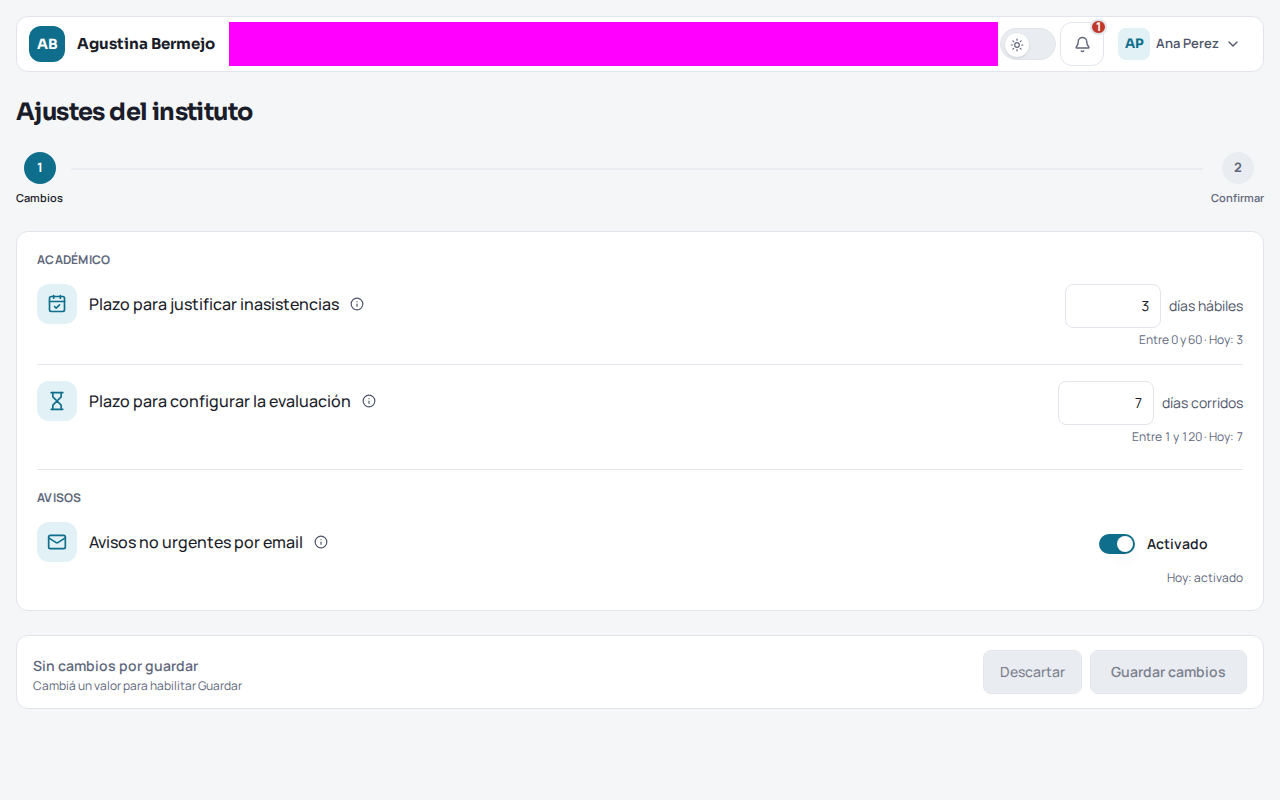 AB Agustina Bermejo 1 AP Ana Perez
Ajustes del instituto
1 2
Cambios Confirmar
ACADÉMICO
Plazo para justificar inasistencias 3 días hábiles
Entre 0 y 60 · Hoy: 3
Plazo para configurar la evaluación 7 días corridos
Entre 1 y 120 · Hoy: 7
AVISOS
Avisos no urgentes por email Activado
Hoy: activado
Sin cambios por guardar
Cambiá un valor para habilitar Guardar
Descartar Guardar cambios